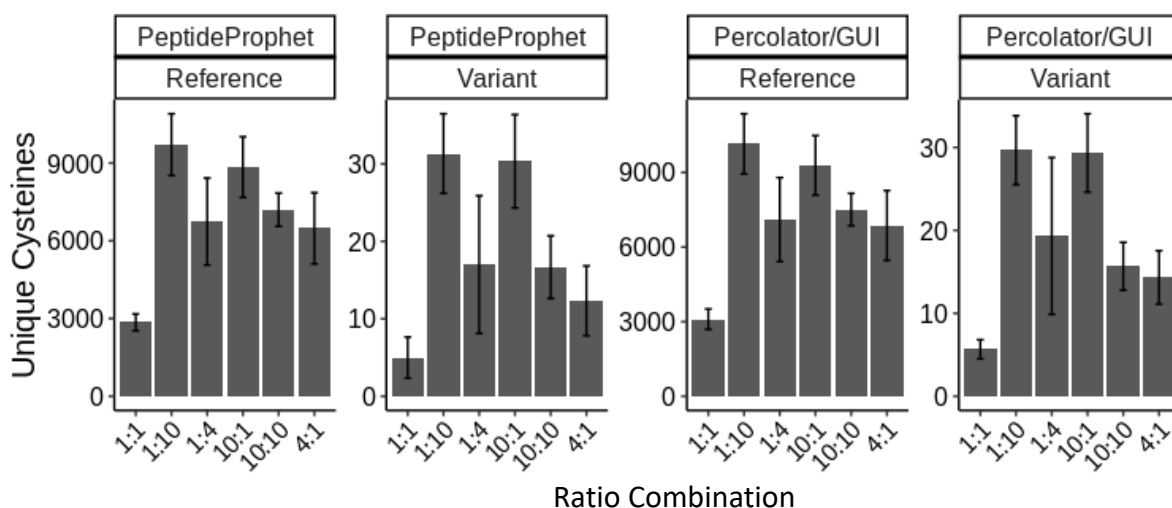 PeptideProphet
Reference
PeptideProphet
Variant
Percolator/GUI
Reference
Percolator/GUI
Variant
Unique Cysteines
9000
6000
3000
0
30
20
10
0
9000
6000
3000
0
30
20
10
0
1:1 1:10 1:4 10:1 10:10 4:1
1:1 1:10 1:4 10:1 10:10 4:1
1:1 1:10 1:4 10:1 10:10 4:1
1:1 1:10 1:4 10:1 10:10 4:1
Ratio Combination